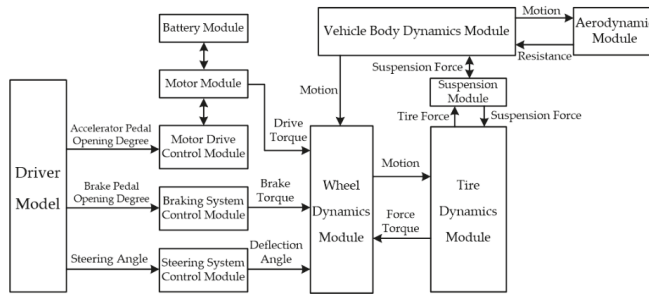 Battery Module
Motor Module
Accelerator Pedal
Opening Degree
Motor Drive
Control Module
Driver
Model
Brake Pedal
Opening Degree
Braking System
Control Module
Steering Angle
Steering System
Control Module
Drive
Torque
Brake
Torque
Deflection
Angle
Vehicle Body Dynamics Module
Motion
Resistance
Aerodynamic
Module
Motion
Suspension Force
Suspension
Module
Tire Force
Suspension Force
Wheel
Dynamics
Module
Motion
Force
Torque
Tire
Dynamics
Module